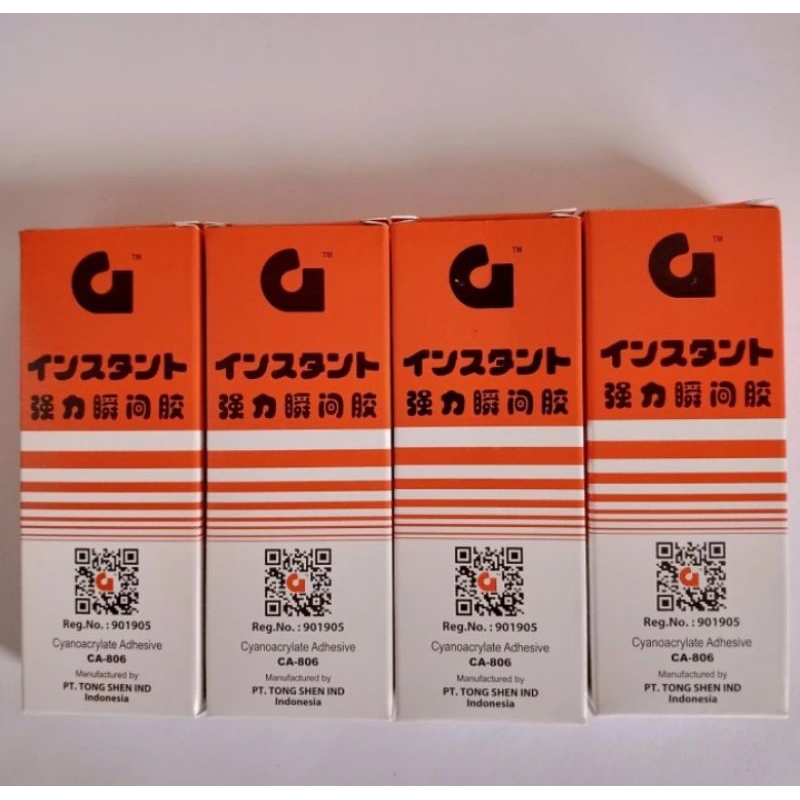 TM
インスタント
强力瞬间胶
Reg.No.:901905
Cyanoacrylate Adhesive
CA-806
Manufactured by
PT. TONG SHEN IND
Indonesia
TM
インスタント
强力瞬间胶
Reg.No.:901905
Cyanoacrylate Adhesive
CA-806
Manufactured by
PT. TONG SHEN IND
Indonesia
TM
インスタント
强力瞬间胶
Reg.No.:901905
Cyanoacrylate Adhesive
CA-806
Manufactured by
PT. TONG SHEN IND
Indonesia
TM
インスタント
强力瞬间胶
Reg.No.:901905
Cyanoacrylate Adhesive
CA-806
Manufactured by
PT. TONG SHEN IND
Indonesia